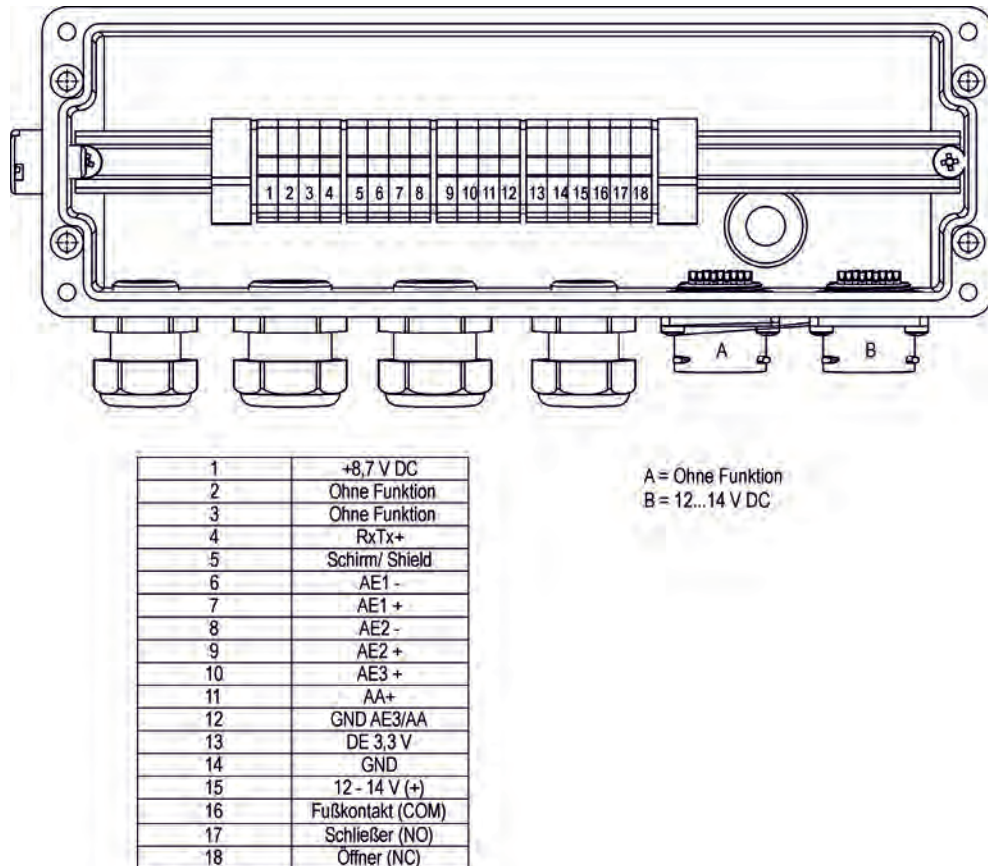 1 2 3 4 5 6 7 8 9 10 11 12 13 14 15 16 17 18
A B
1 +8,7 V DC
2 Ohne Funktion
3 Ohne Funktion
4 RxTx+
5 Schirm/ Shield
6 AE1 -
7 AE1 +
8 AE2 -
9 AE2 +
10 AE3 +
11 AA+
12 GND AE3/AA
13 DE 3,3 V
14 GND
15 12 - 14 V (+)
16 Fußkontakt (COM)
17 Schließer (NO)
18 Öffner (NC)
A = Ohne Funktion
B = 12...14 V DC